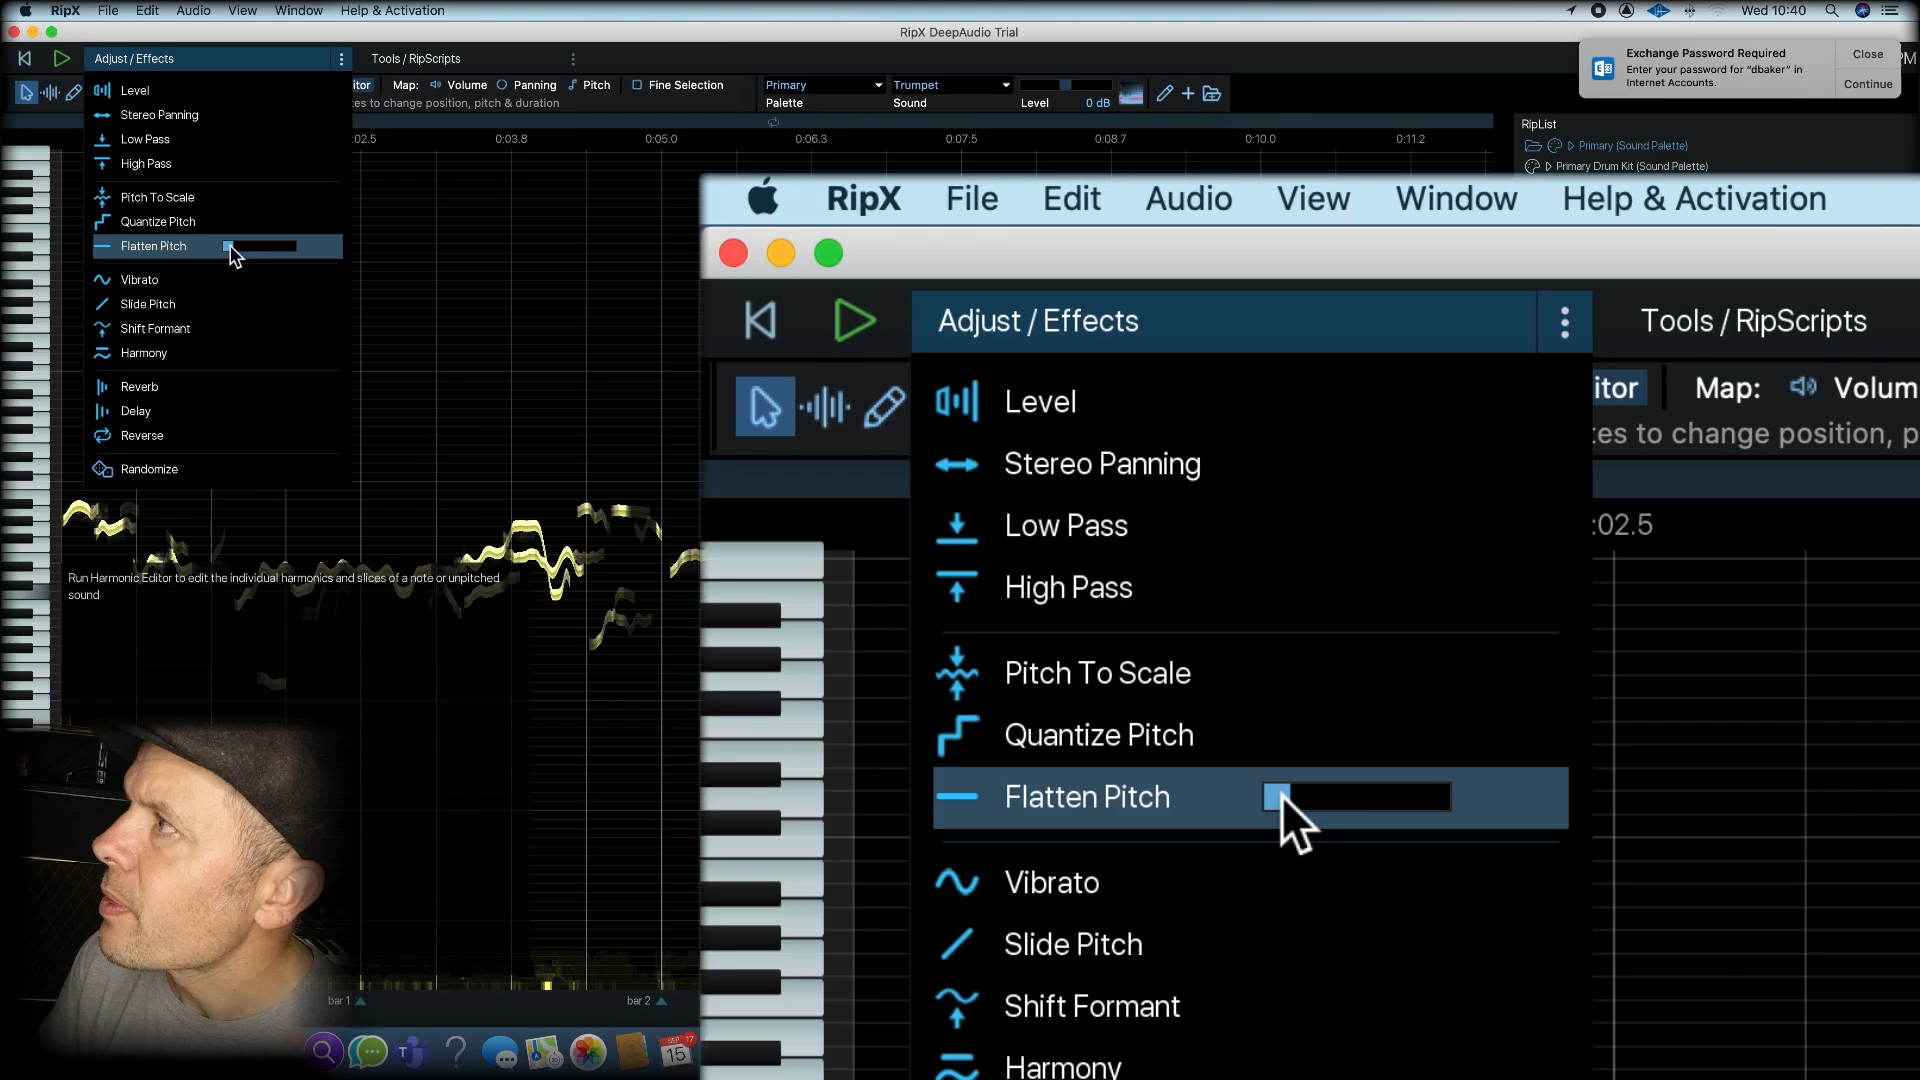 RipX File Edit Audio View Window Help & Activation Wed 10:40
RipX DeepAudio Trial
Exchange Password Required
Enter your password for "dbaker" in
Internet Accounts.
Close
Continue
PM
Adjust / Effects
Tools / RipScripts
itor Map: Volume Panning Pitch Fine Selection
tes to change position, pitch & duration
Primary
Palette
Trumpet
Sound
Level 0 dB
Level
Stereo Panning
Low Pass
High Pass
Pitch To Scale
Quantize Pitch
Flatten Pitch
Vibrato
Slide Pitch
Shift Formant
Harmony
Reverb
Delay
Reverse
Randomize
:02.5 0:03.8 0:05.0 0:06.3 0:07.5 0:08.7 0:10.0 0:11.2
RipList
Primary (Sound Palette)
Primary Drum Kit (Sound Palette)
Run Harmonic Editor to edit the individual harmonics and slices of a note or unpitched
sound
bar 1
bar 2
SEP
15
17
RipX File Edit Audio View Window Help & Activation
Adjust / Effects
Tools / RipScripts
itor Map: Volum
tes to change position, p
:02.5
Level
Stereo Panning
Low Pass
High Pass
Pitch To Scale
Quantize Pitch
Flatten Pitch
Vibrato
Slide Pitch
Shift Formant
Harmony